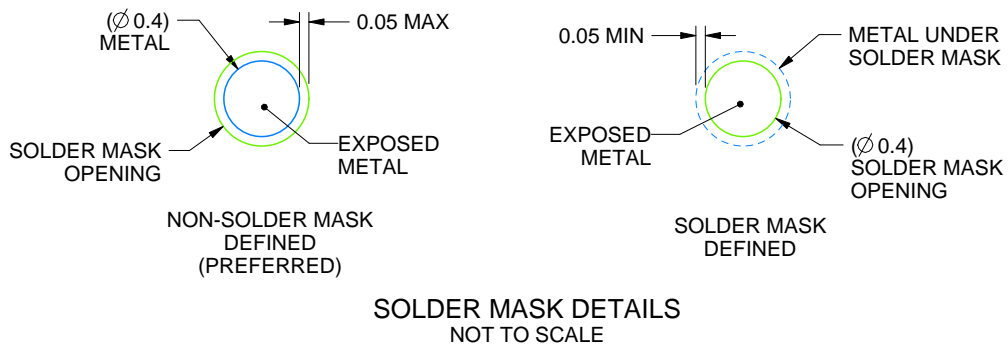 (Ø 0.4)
METAL
0.05 MAX
SOLDER MASK
OPENING
EXPOSED
METAL
NON-SOLDER MASK
DEFINED
(PREFERRED)
0.05 MIN
METAL UNDER
SOLDER MASK
EXPOSED
METAL
(Ø 0.4)
SOLDER MASK
OPENING
SOLDER MASK
DEFINED
SOLDER MASK DETAILS
NOT TO SCALE